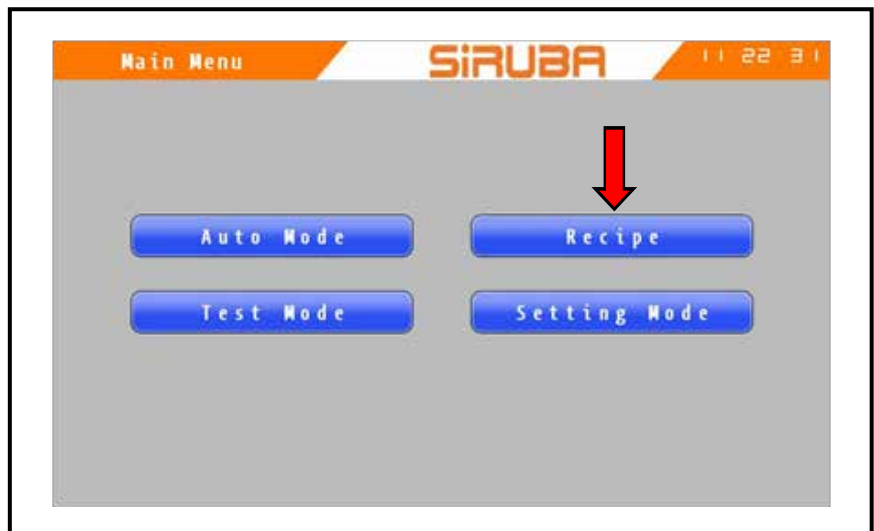 Main Menu
SiRUBA
11 22 31
Auto Mode
Recipe
Test Mode
Setting Mode